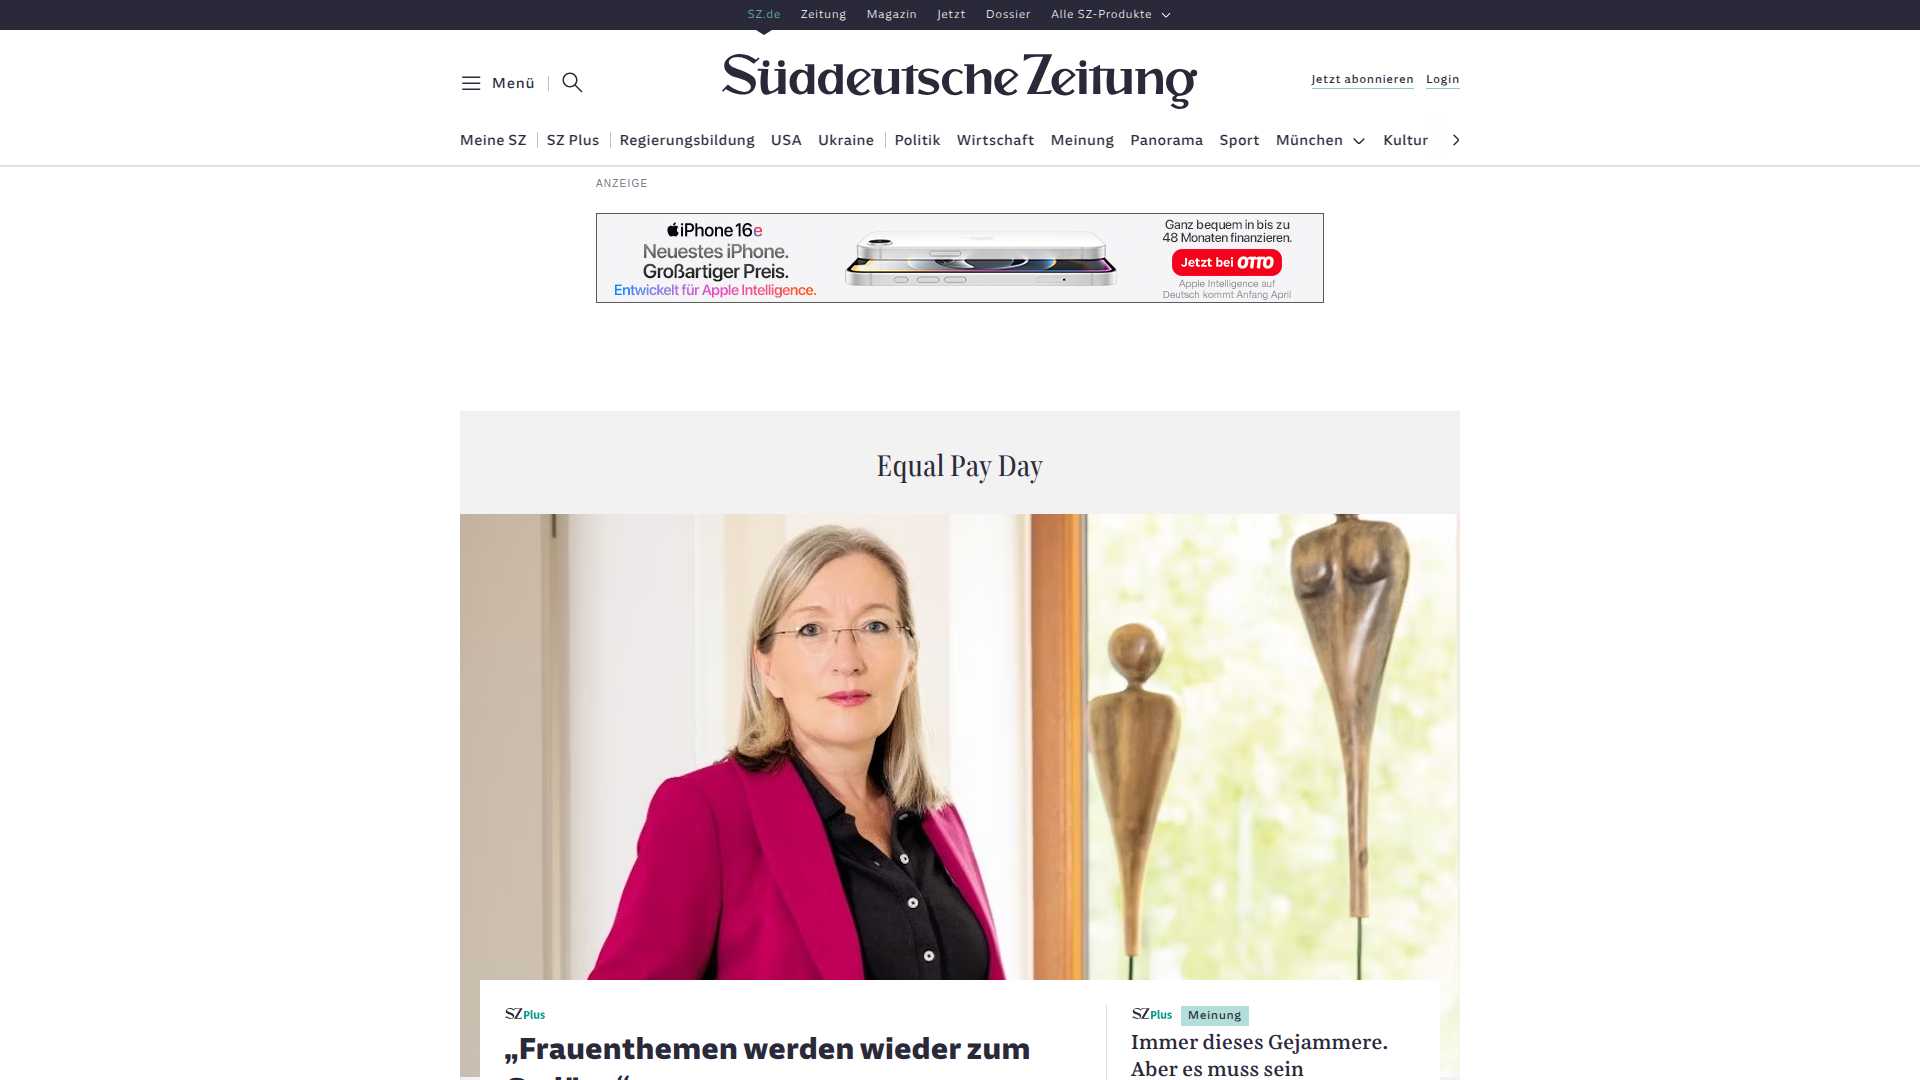 SZ.de Zeitung Magazin Jetzt Dossier Alle SZ-Produkte
Menü
Süddeutsche Zeitung
Jetzt abonnieren Login
Meine SZ SZ Plus Regierungsbildung USA Ukraine Politik Wirtschaft Meinung Panorama Sport München Kultur
ANZEIGE
iPhone 16e
Neuestes iPhone.
Großartiger Preis.
Entwickelt für Apple Intelligence.
Ganz bequem in bis zu
48 Monaten finanzieren.
Jetzt bei OTTO
Apple Intelligence auf
Deutsch kommt Anfang April
Equal Pay Day
SZ Plus
„Frauenthemen werden wieder zum
SZ Plus Meinung
Immer dieses Gejammere.
Aber es muss sein